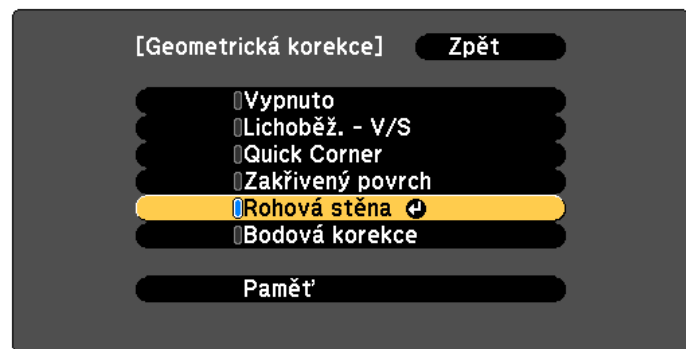 [Geometrická korekce] Zpět
Vypnuto
Lichoběž. - V/S
Quick Corner
Zakřivený povrch
Rohová stěna
Bodová korekce
Paměť